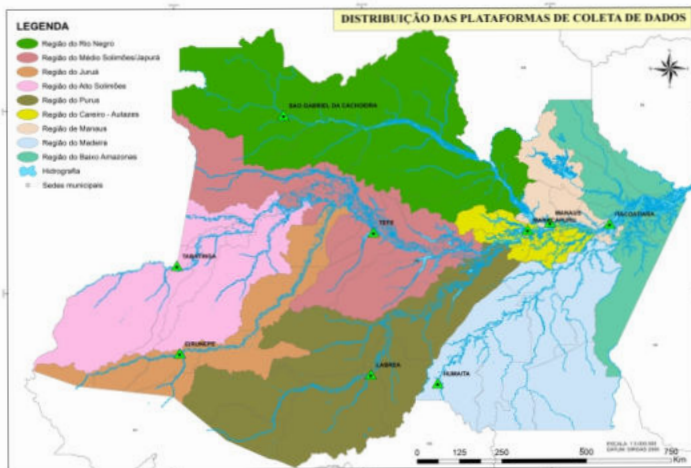 DISTRIBUIÇÃO DAS PLATAFORMAS DE COLETA DE DADOS
LEGENDA
Região do Rio Negro
Região do Médio Solimões/Japurá
Região do Juruá
Região do Alto Solimões
Região do Purus
Região do Careiro - Autazes
Região de Manaus
Região do Madeira
Região do Baixo Amazonas
Hidrografia
Sedes municipais
SAO GABRIEL DA CACHOEIRA
MANAUS
TEFE
TABATINGA
LABREA
HUMAITA
0 125 250 500 750
Km